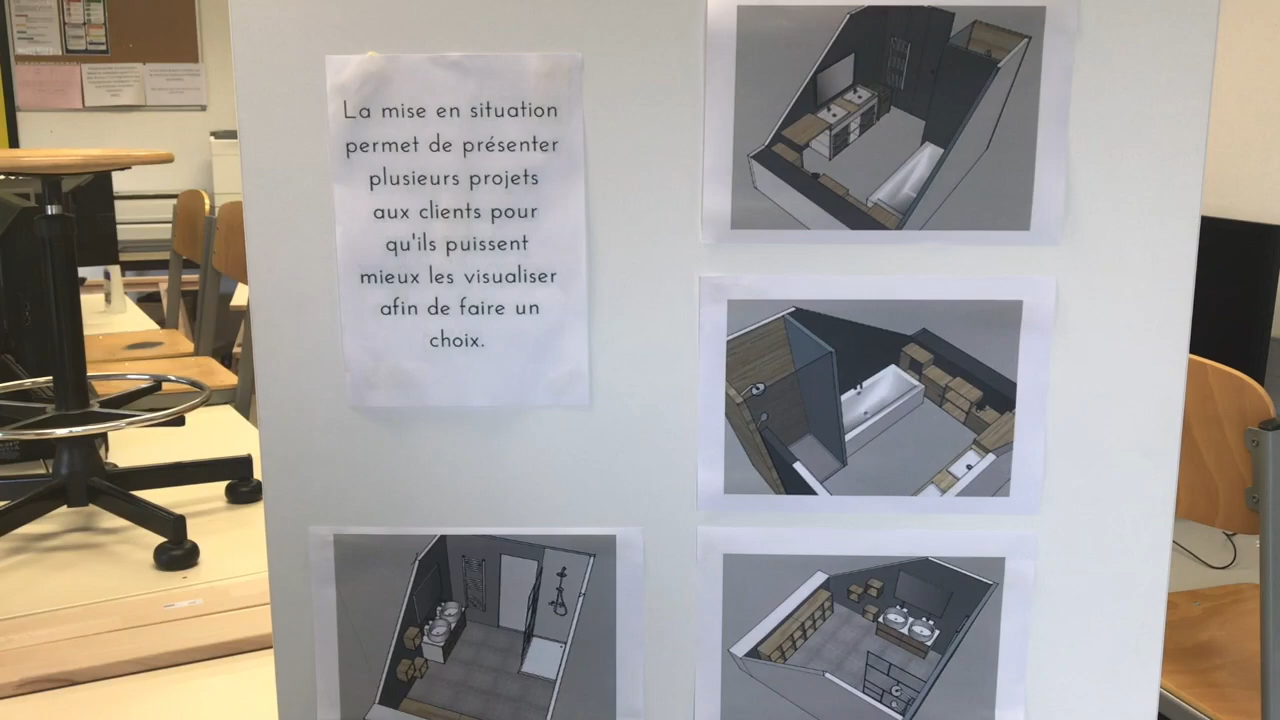 La mise en situation
permet de présenter
plusieurs projets
aux clients pour
qu'ils puissent
mieux les visualiser
afin de faire un
choix.